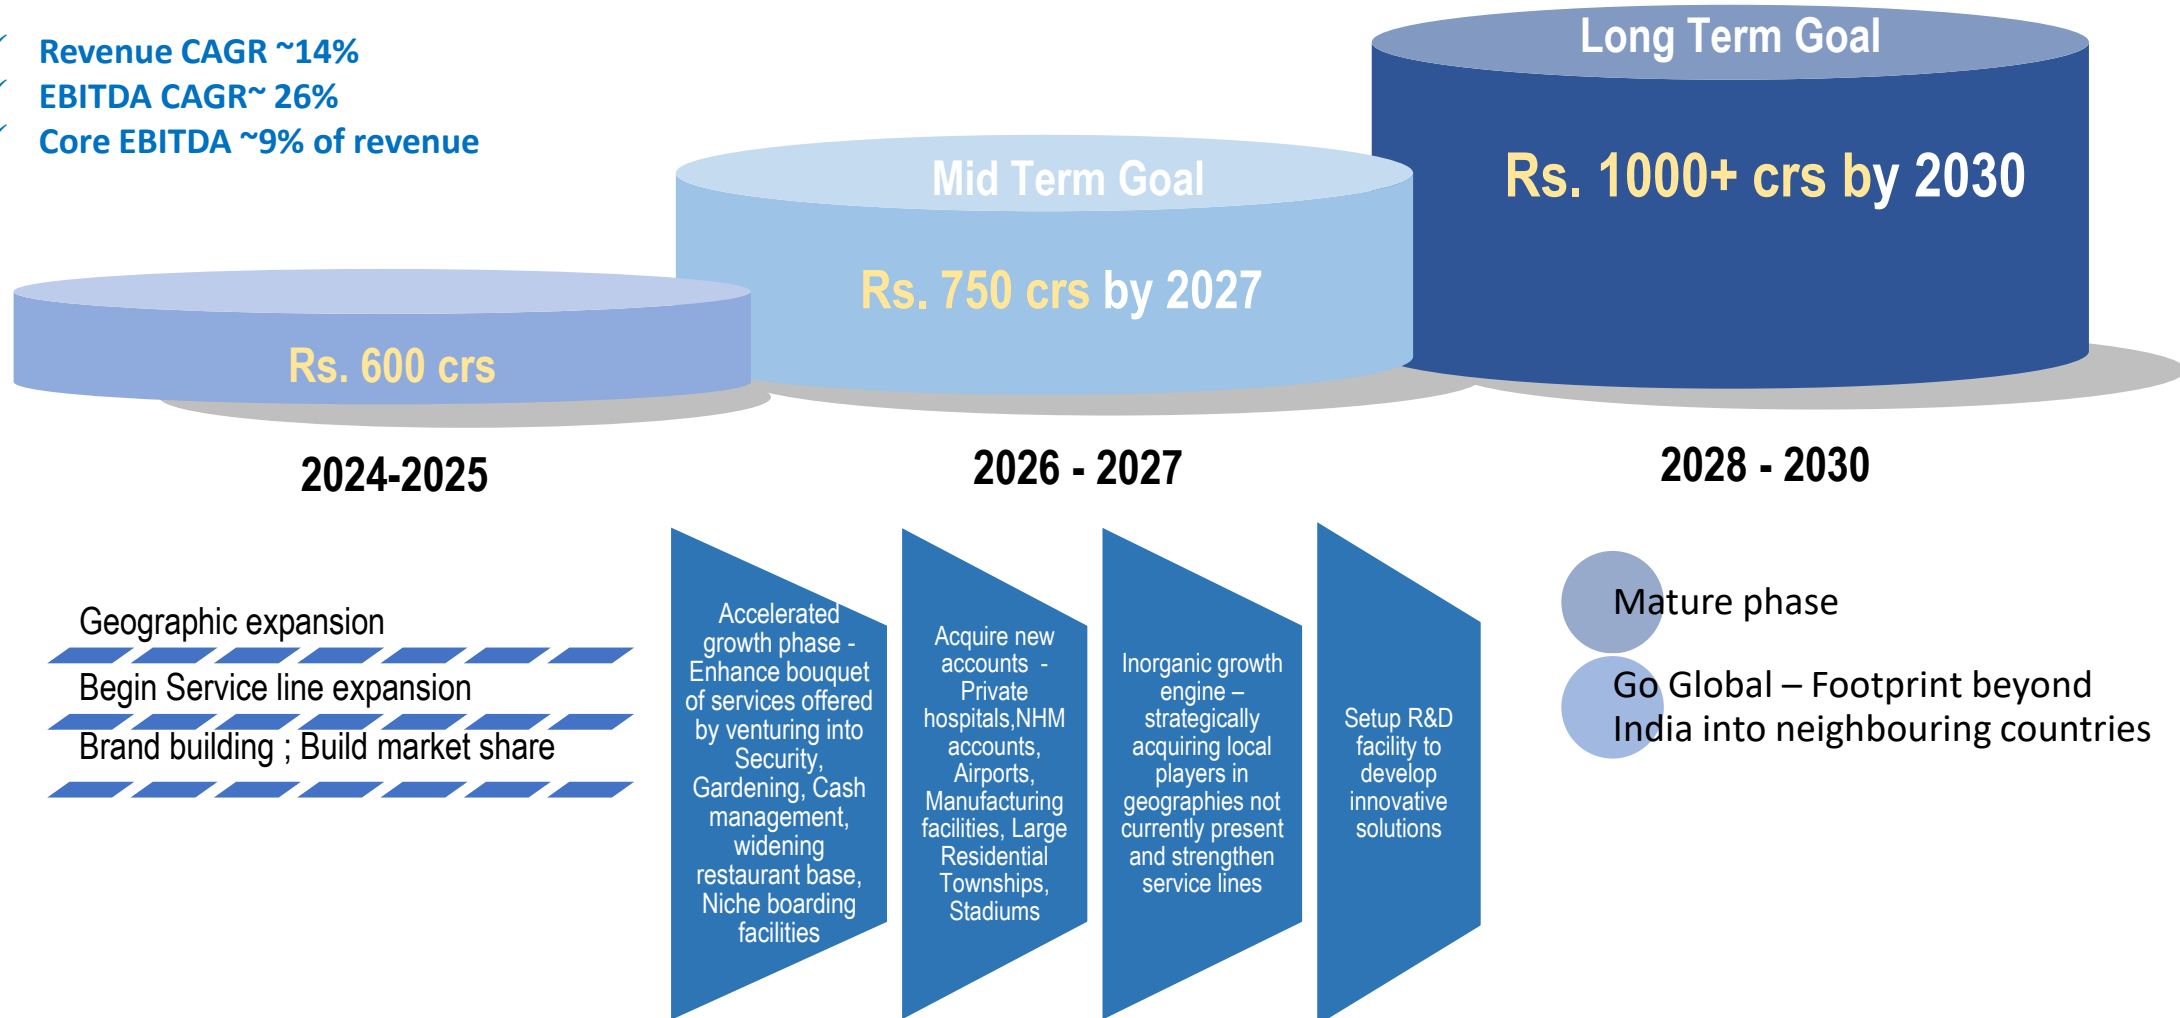 Revenue CAGR ~14%
EBITDA CAGR~ 26%
Core EBITDA ~9% of revenue
Long Term Goal
Rs. 1000+ crs by 2030
Mid Term Goal
Rs. 750 crs by 2027
Rs. 600 crs
2024-2025
2026 - 2027
2028 - 2030
Geographic expansion
Begin Service line expansion
Brand building ; Build market share
Accelerated
growth phase -
Enhance bouquet
of services offered
by venturing into
Security,
Gardening, Cash
management,
widening
restaurant base,
Niche boarding
facilities
Acquire new
accounts  -
Private
hospitals,NHM
accounts,
Airports,
Manufacturing
facilities, Large
Residential
Townships,
Stadiums
Inorganic growth
engine –
strategically
acquiring local
players in
geographies not
currently present
and strengthen
service lines
Setup R&D
facility to
develop
innovative
solutions
Mature phase
Go Global – Footprint beyond
India into neighbouring countries